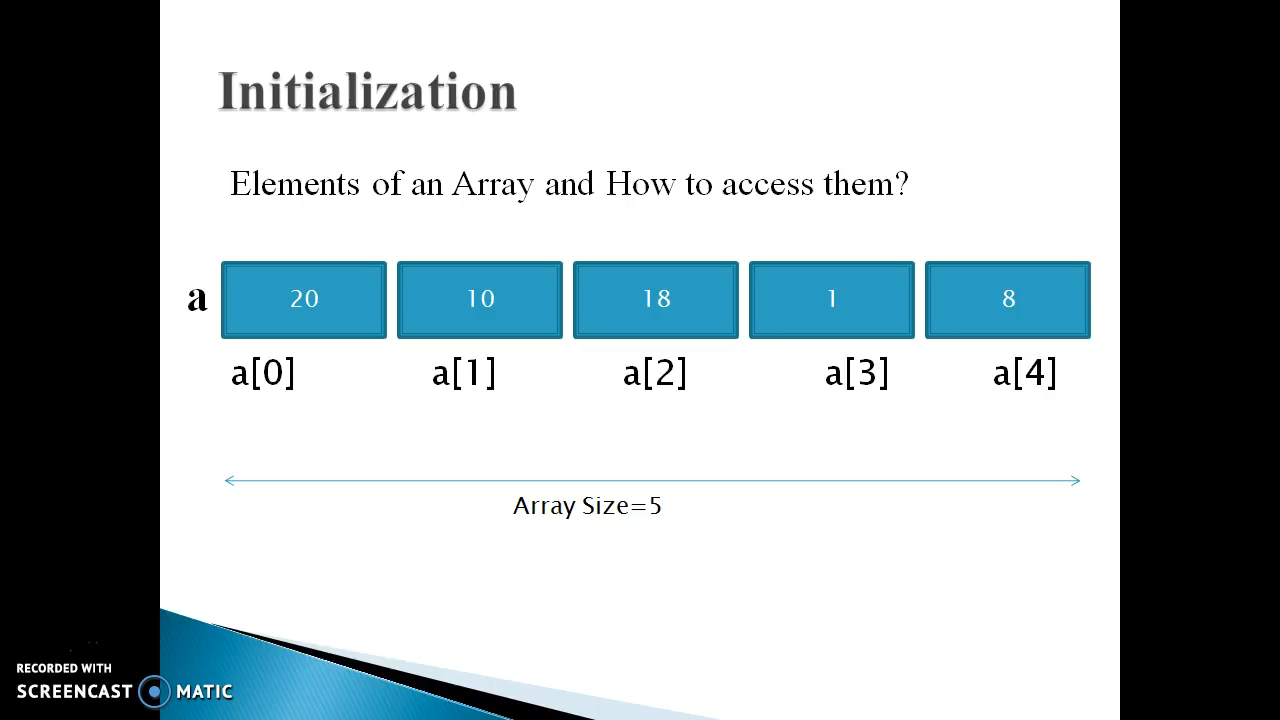 Initialization
Elements of an Array and How to access them?
a 20 10 18 1 8
a[0] a[1] a[2] a[3] a[4]
Array Size=5
RECORDED WITH
SCREENCAST MATIC